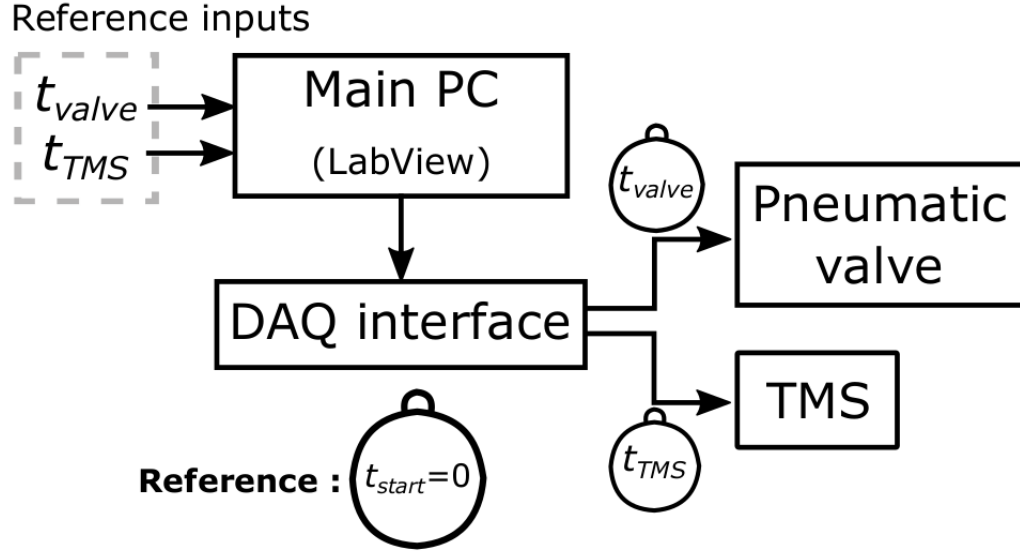 Reference inputs
t_valve
t_TMS
Main PC
(LabView)
t_valve
Pneumatic
valve
DAQ interface
TMS
t_TMS
Reference :
t_start=0